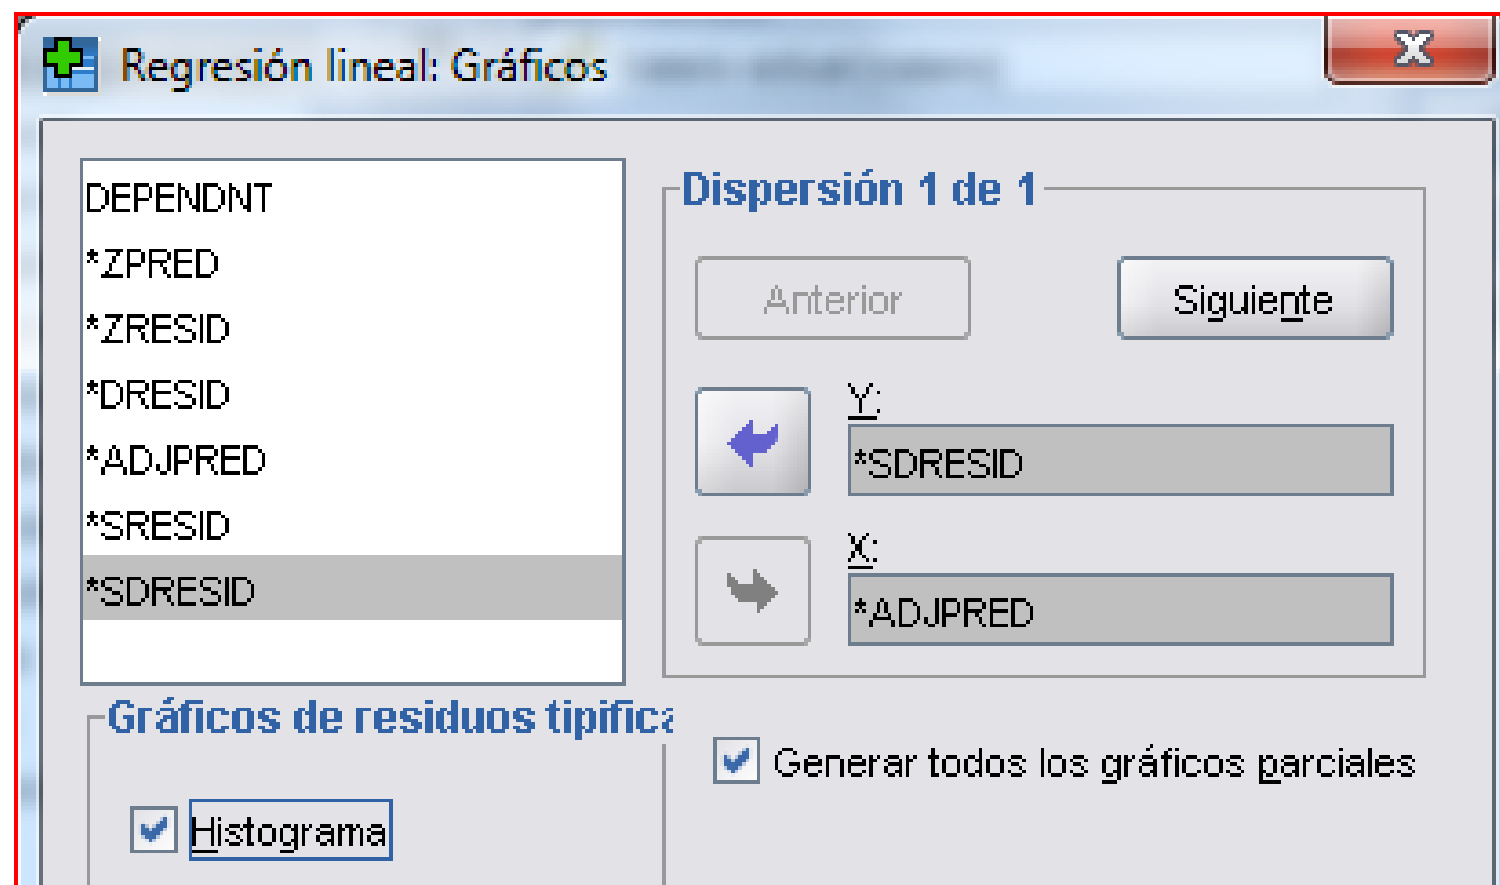 Regresión lineal: Gráficos
DEPENDNT
*ZPRED
*ZRESID
*DRESID
*ADJPRED
*SRESID
*SDRESID
Dispersión 1 de 1
Anterior
Siguiente
Y:
*SDRESID
X:
*ADJPRED
Gráficos de residuos tipifica
Histograma
Generar todos los gráficos parciales